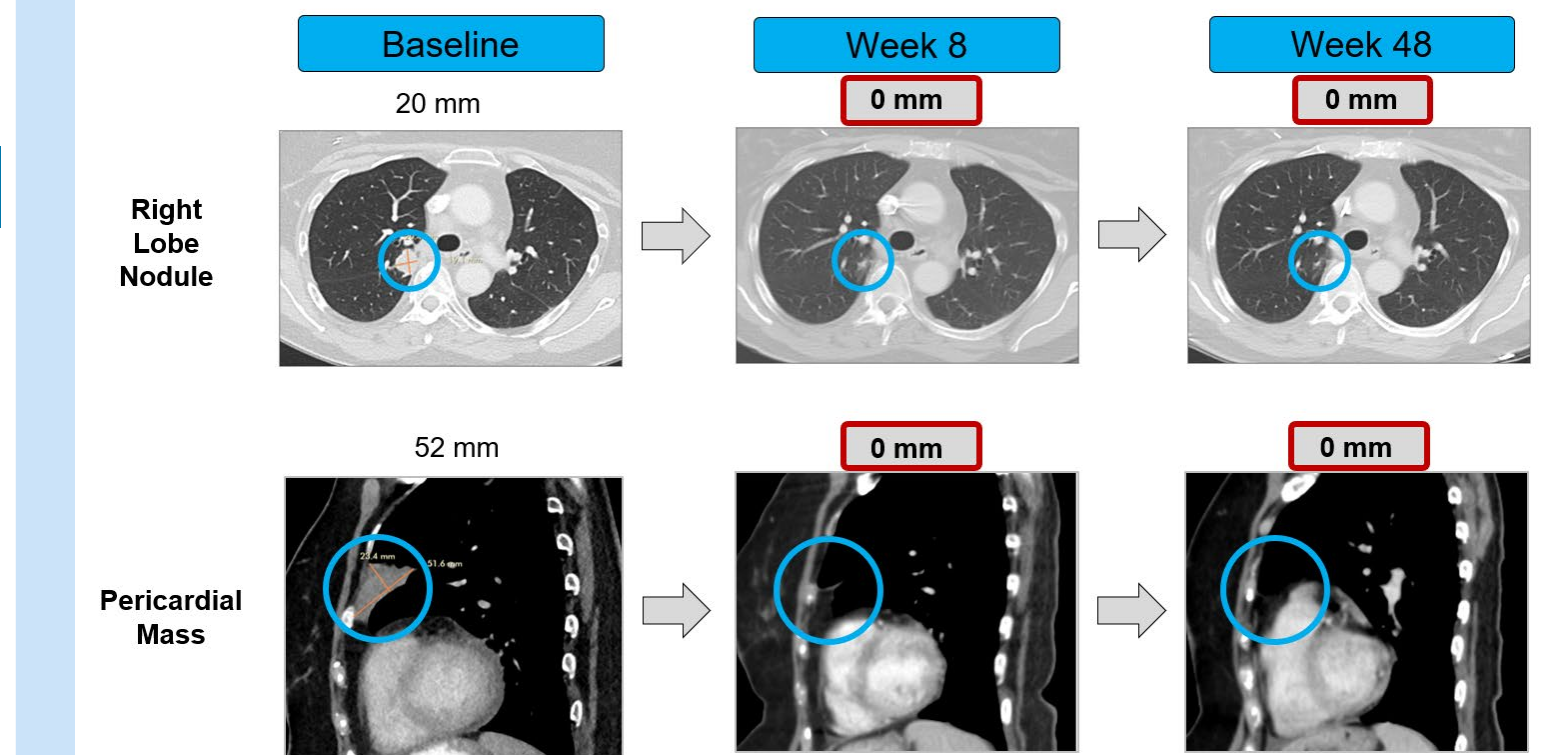 Baseline
Week 8
Week 48
20 mm
0 mm
0 mm
Right
Lobe
Nodule
52 mm
0 mm
0 mm
23.4 mm
51.6 mm
Pericardial
Mass